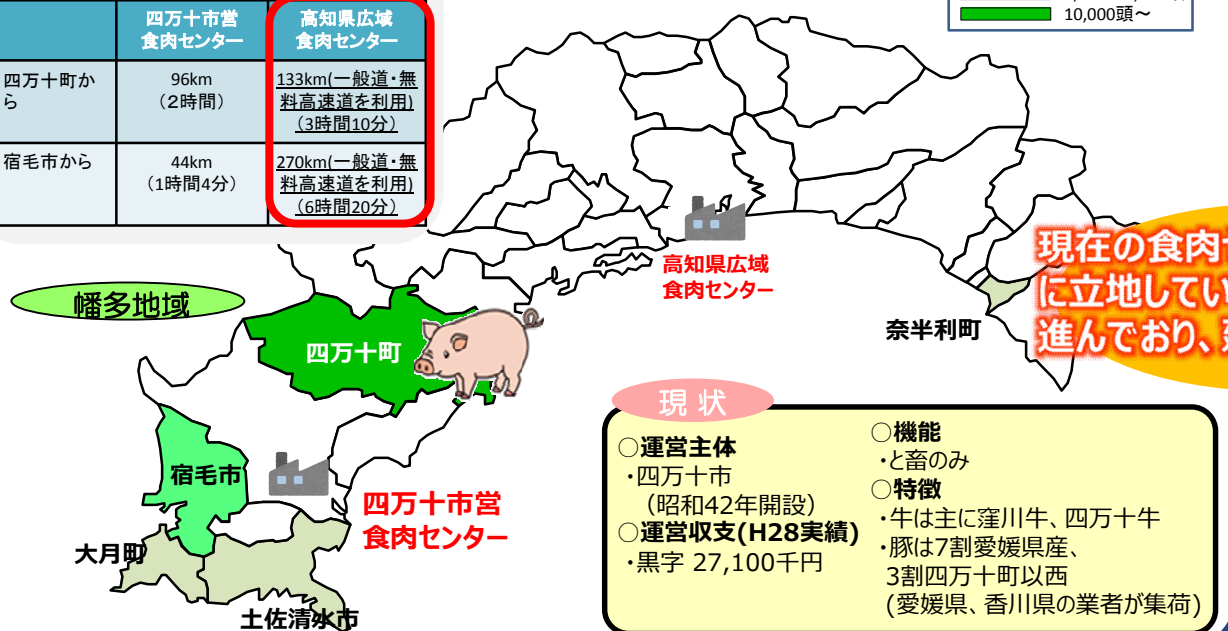 四万十市営
食肉センター
高知県広域
食肉センター
四万十町か
ら
96km
（2時間）
133km(一般道・無
料高速道を利用)
（3時間10分）
宿毛市から
44km
（1時間4分）
270km(一般道・無
料高速道を利用)
（6時間20分）
10,000頭～
幡多地域
四万十町
宿毛市
大月町
土佐清水市
四万十市営
食肉センター
高知県広域
食肉センター
奈半利町
現在の食肉
に立地してい
進んでおり、
現 状
○運営主体
・四万十市
（昭和42年開設）
○運営収支(H28実績)
・黒字 27,100千円
○機能
・と畜のみ
○特徴
・牛は主に窪川牛、四万十牛
・豚は7割愛媛県産、
3割四万十町以西
(愛媛県、香川県の業者が集荷)